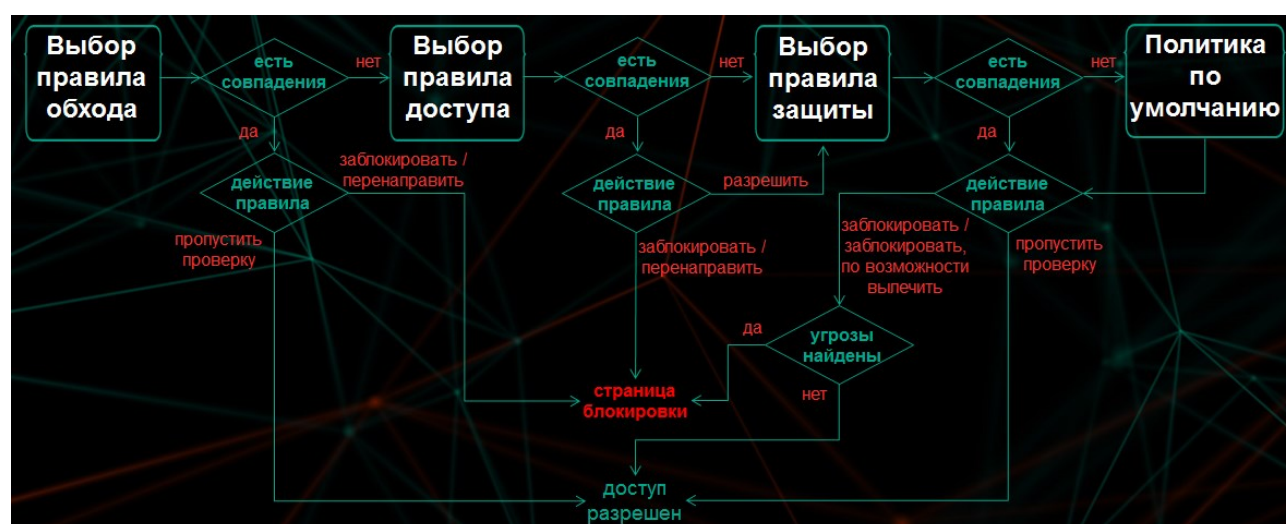 Выбор
правила
обхода
есть
совпадения
нет
Выбор
правила
доступа
есть
совпадения
нет
Выбор
правила
защиты
есть
совпадения
нет
Политика
по
умолчанию
да
да
да
действие
правила
заблокировать /
перенаправить
действие
правила
разрешить
действие
правила
пропустить
проверку
заблокировать /
перенаправить
заблокировать /
заблокировать,
по возможности
вылечить
пропустить
проверку
да
угрозы
найдены
нет
страница
блокировки
доступ
разрешен